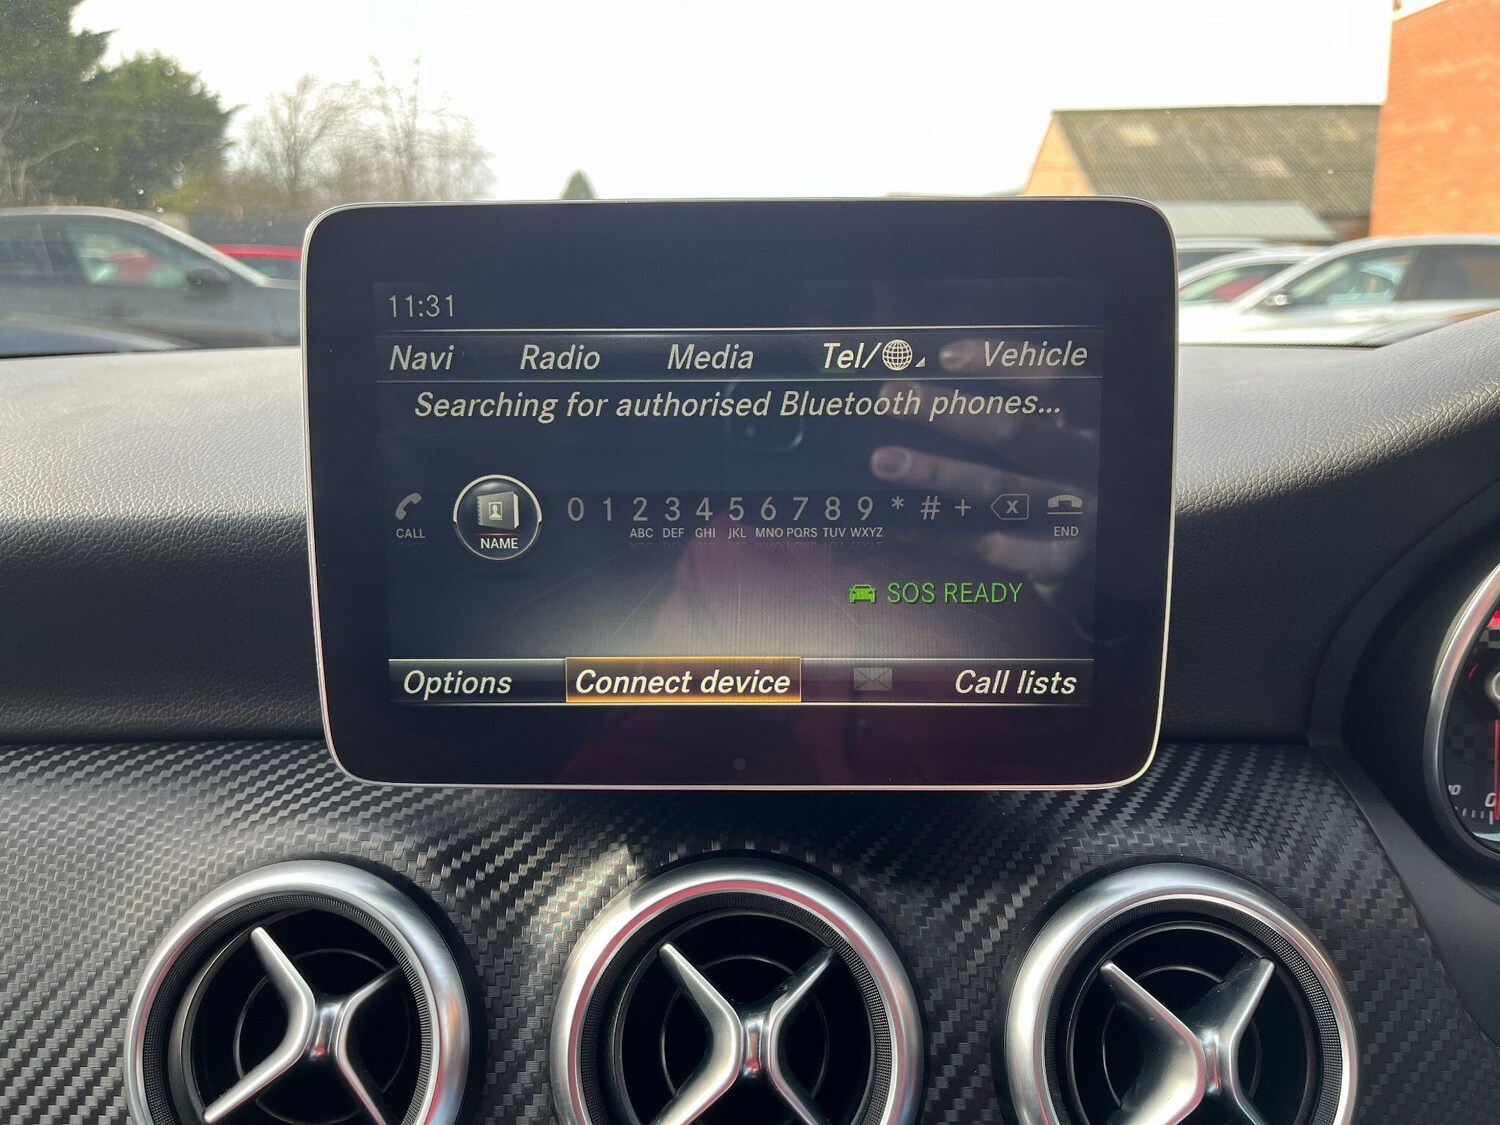 11:31
Navi Radio Media Tel/ Vehicle
Searching for authorised Bluetooth phones...
0 1 2 3 4 5 6 7 8 9 * # + X
CALL NAME ABC DEF GHI JKL MNO PQRS TUV WXYZ END
SOS READY
Options Connect device Call lists
0